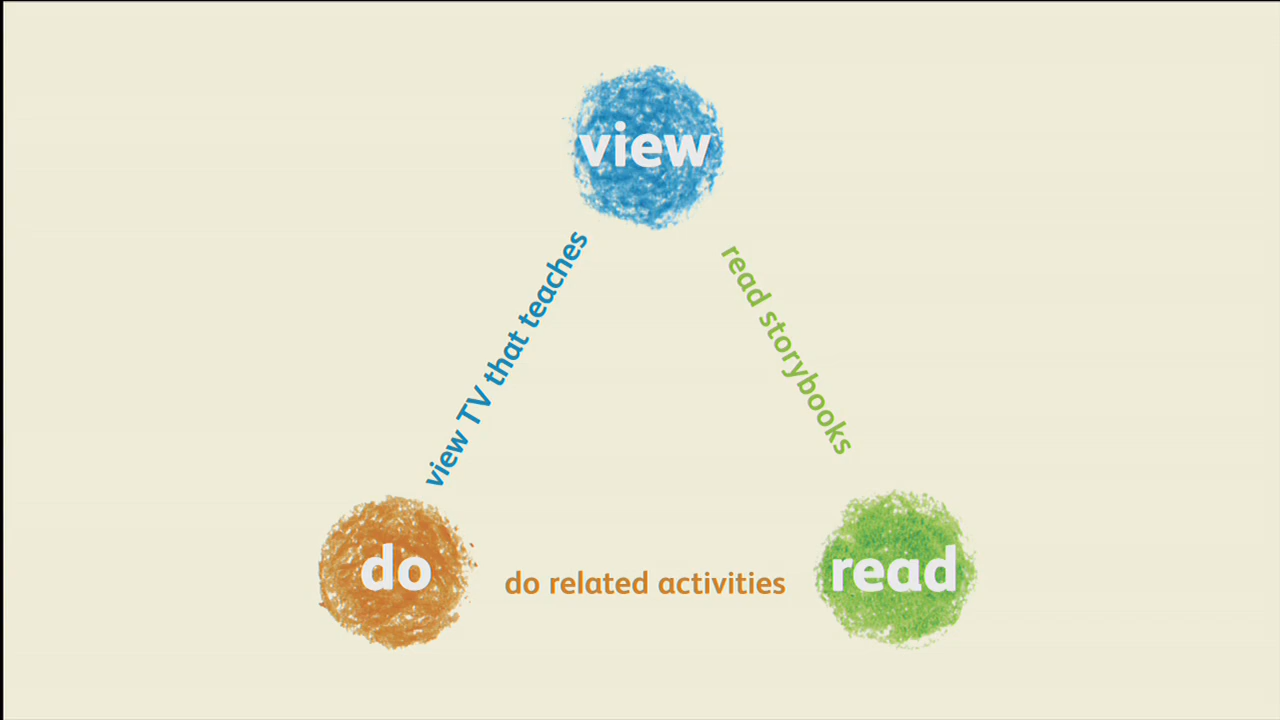 view
view TV that teaches
read storybooks
do
do related activities
read